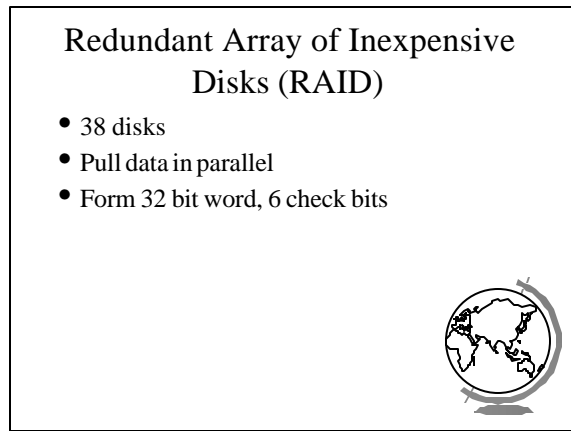 Redundant Array of Inexpensive
Disks (RAID)
• 38 disks
• Pull data in parallel
• Form 32 bit word, 6 check bits